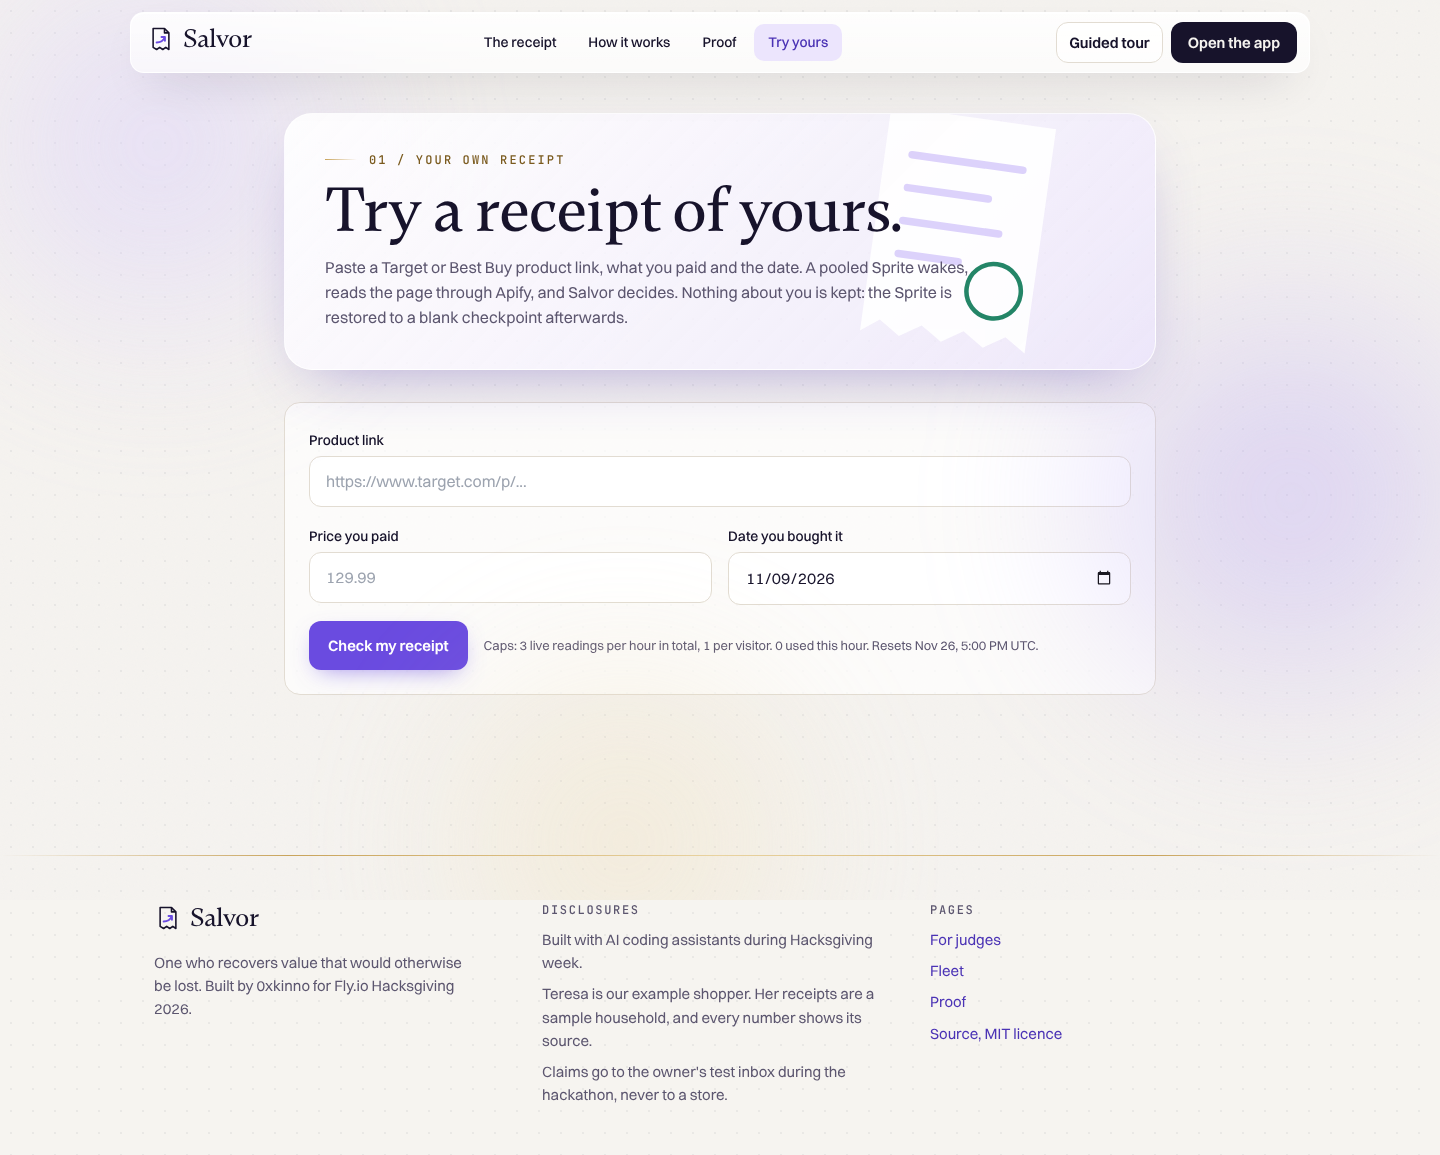 Salvor
The receipt
How it works
Proof
Try yours
Guided tour
Open the app
01 / YOUR OWN RECEIPT
Try a receipt of yours.
Paste a Target or Best Buy product link, what you paid and the date. A pooled Sprite wakes,
reads the page through Apify, and Salvor decides. Nothing about you is kept: the Sprite is
restored to a blank checkpoint afterwards.
Product link
https://www.target.com/p/...
Price you paid
129.99
Date you bought it
11/09/2026
Check my receipt
Caps: 3 live readings per hour in total, 1 per visitor. 0 used this hour. Resets Nov 26, 5:00 PM UTC.
Salvor
One who recovers value that would otherwise
be lost. Built by 0xkinno for Fly.io Hacksgiving
2026.
DISCLOSURES
Built with AI coding assistants during Hacksgiving
week.
Teresa is our example shopper. Her receipts are a
sample household, and every number shows its
source.
Claims go to the owner's test inbox during the
hackathon, never to a store.
PAGES
For judges
Fleet
Proof
Source, MIT licence